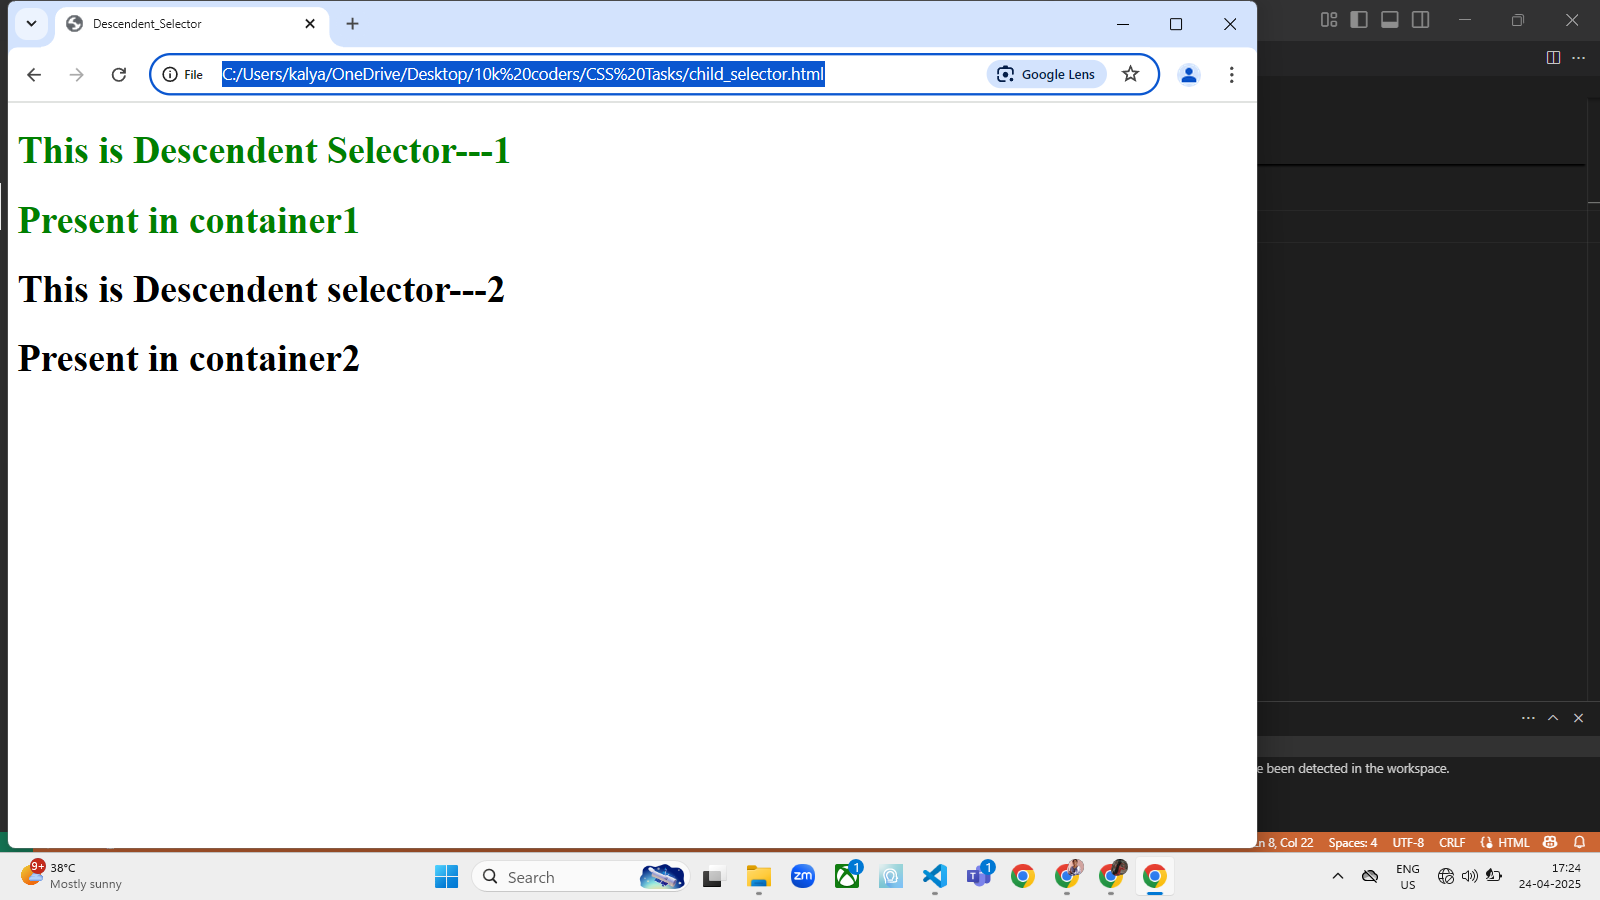 Descendent_Selector
File
C:/Users/kalya/OneDrive/Desktop/10k%20coders/CSS%20Tasks/child_selector.html
Google Lens
This is Descendent Selector---1
Present in container1
This is Descendent selector---2
Present in container2
been detected in the workspace.
8, Col 22 Spaces: 4 UTF-8 CRLF HTML
9+
38°C
Mostly sunny
Search
zm
1
1
ENG
US
17:24
24-04-2025